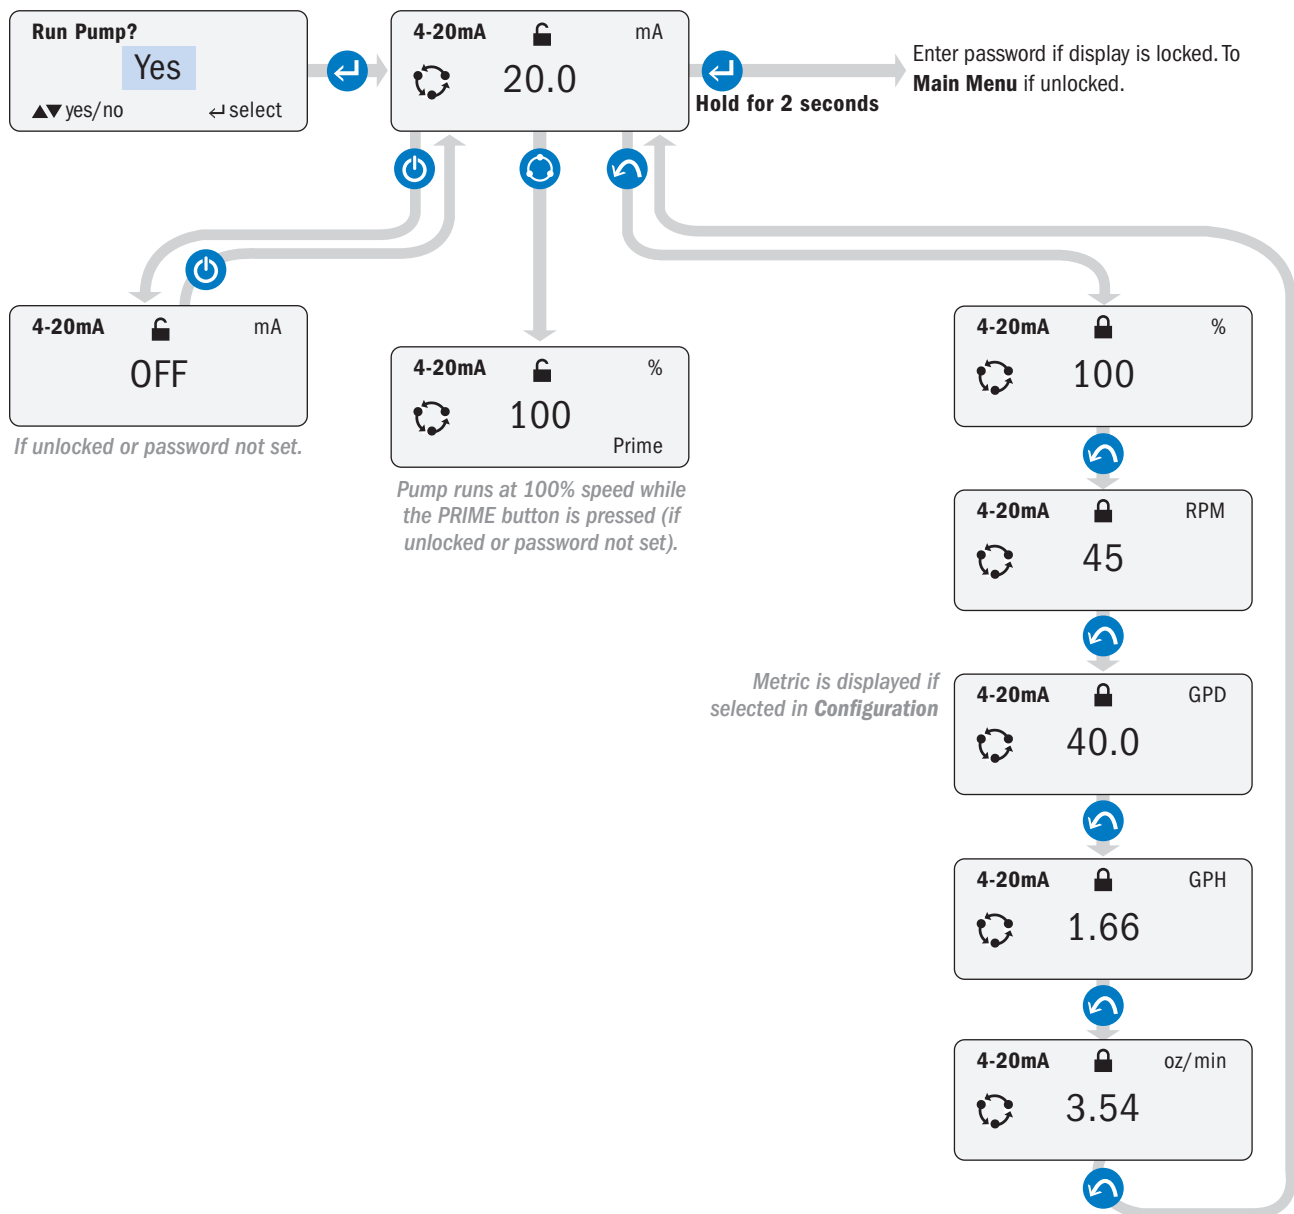 Run Pump?
Yes
▲▼ yes/no ↵ select
4-20mA mA
20.0
Hold for 2 seconds
Enter password if display is locked. To
Main Menu if unlocked.
4-20mA mA
OFF
If unlocked or password not set.
4-20mA %
100
Prime
Pump runs at 100% speed while
the PRIME button is pressed (if
unlocked or password not set).
4-20mA %
100
4-20mA RPM
45
Metric is displayed if
selected in Configuration
4-20mA GPD
40.0
4-20mA GPH
1.66
4-20mA oz/min
3.54